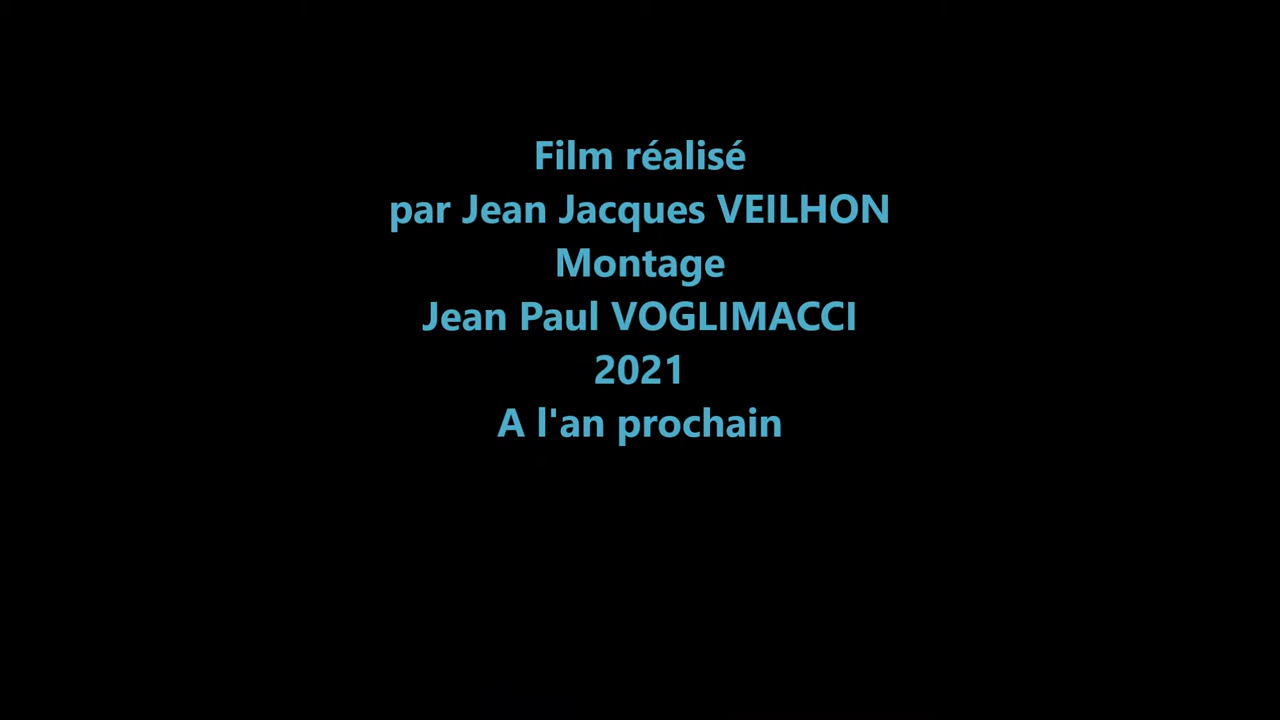 Film réalisé
par Jean Jacques VEILHON
Montage
Jean Paul VOGLIMACCI
2021
A l'an prochain